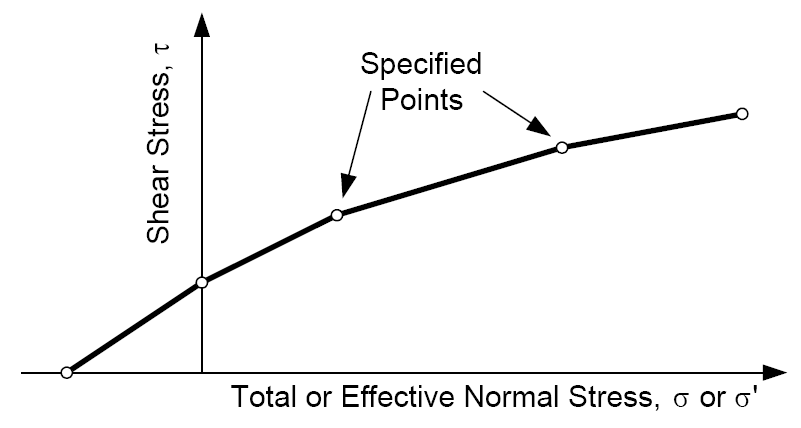 Specified
Points
Shear Stress, τ
Total or Effective Normal Stress, σ or σ'